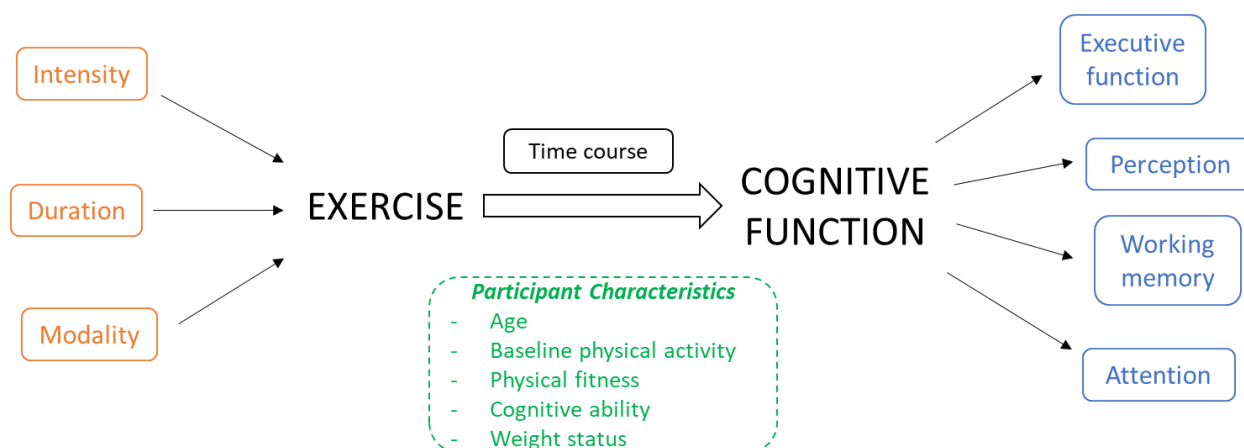 Intensity
Duration
Modality
EXERCISE
Time course
COGNITIVE
FUNCTION
Participant Characteristics
- Age
- Baseline physical activity
- Physical fitness
- Cognitive ability
- Weight status
Executive
function
Perception
Working
memory
Attention